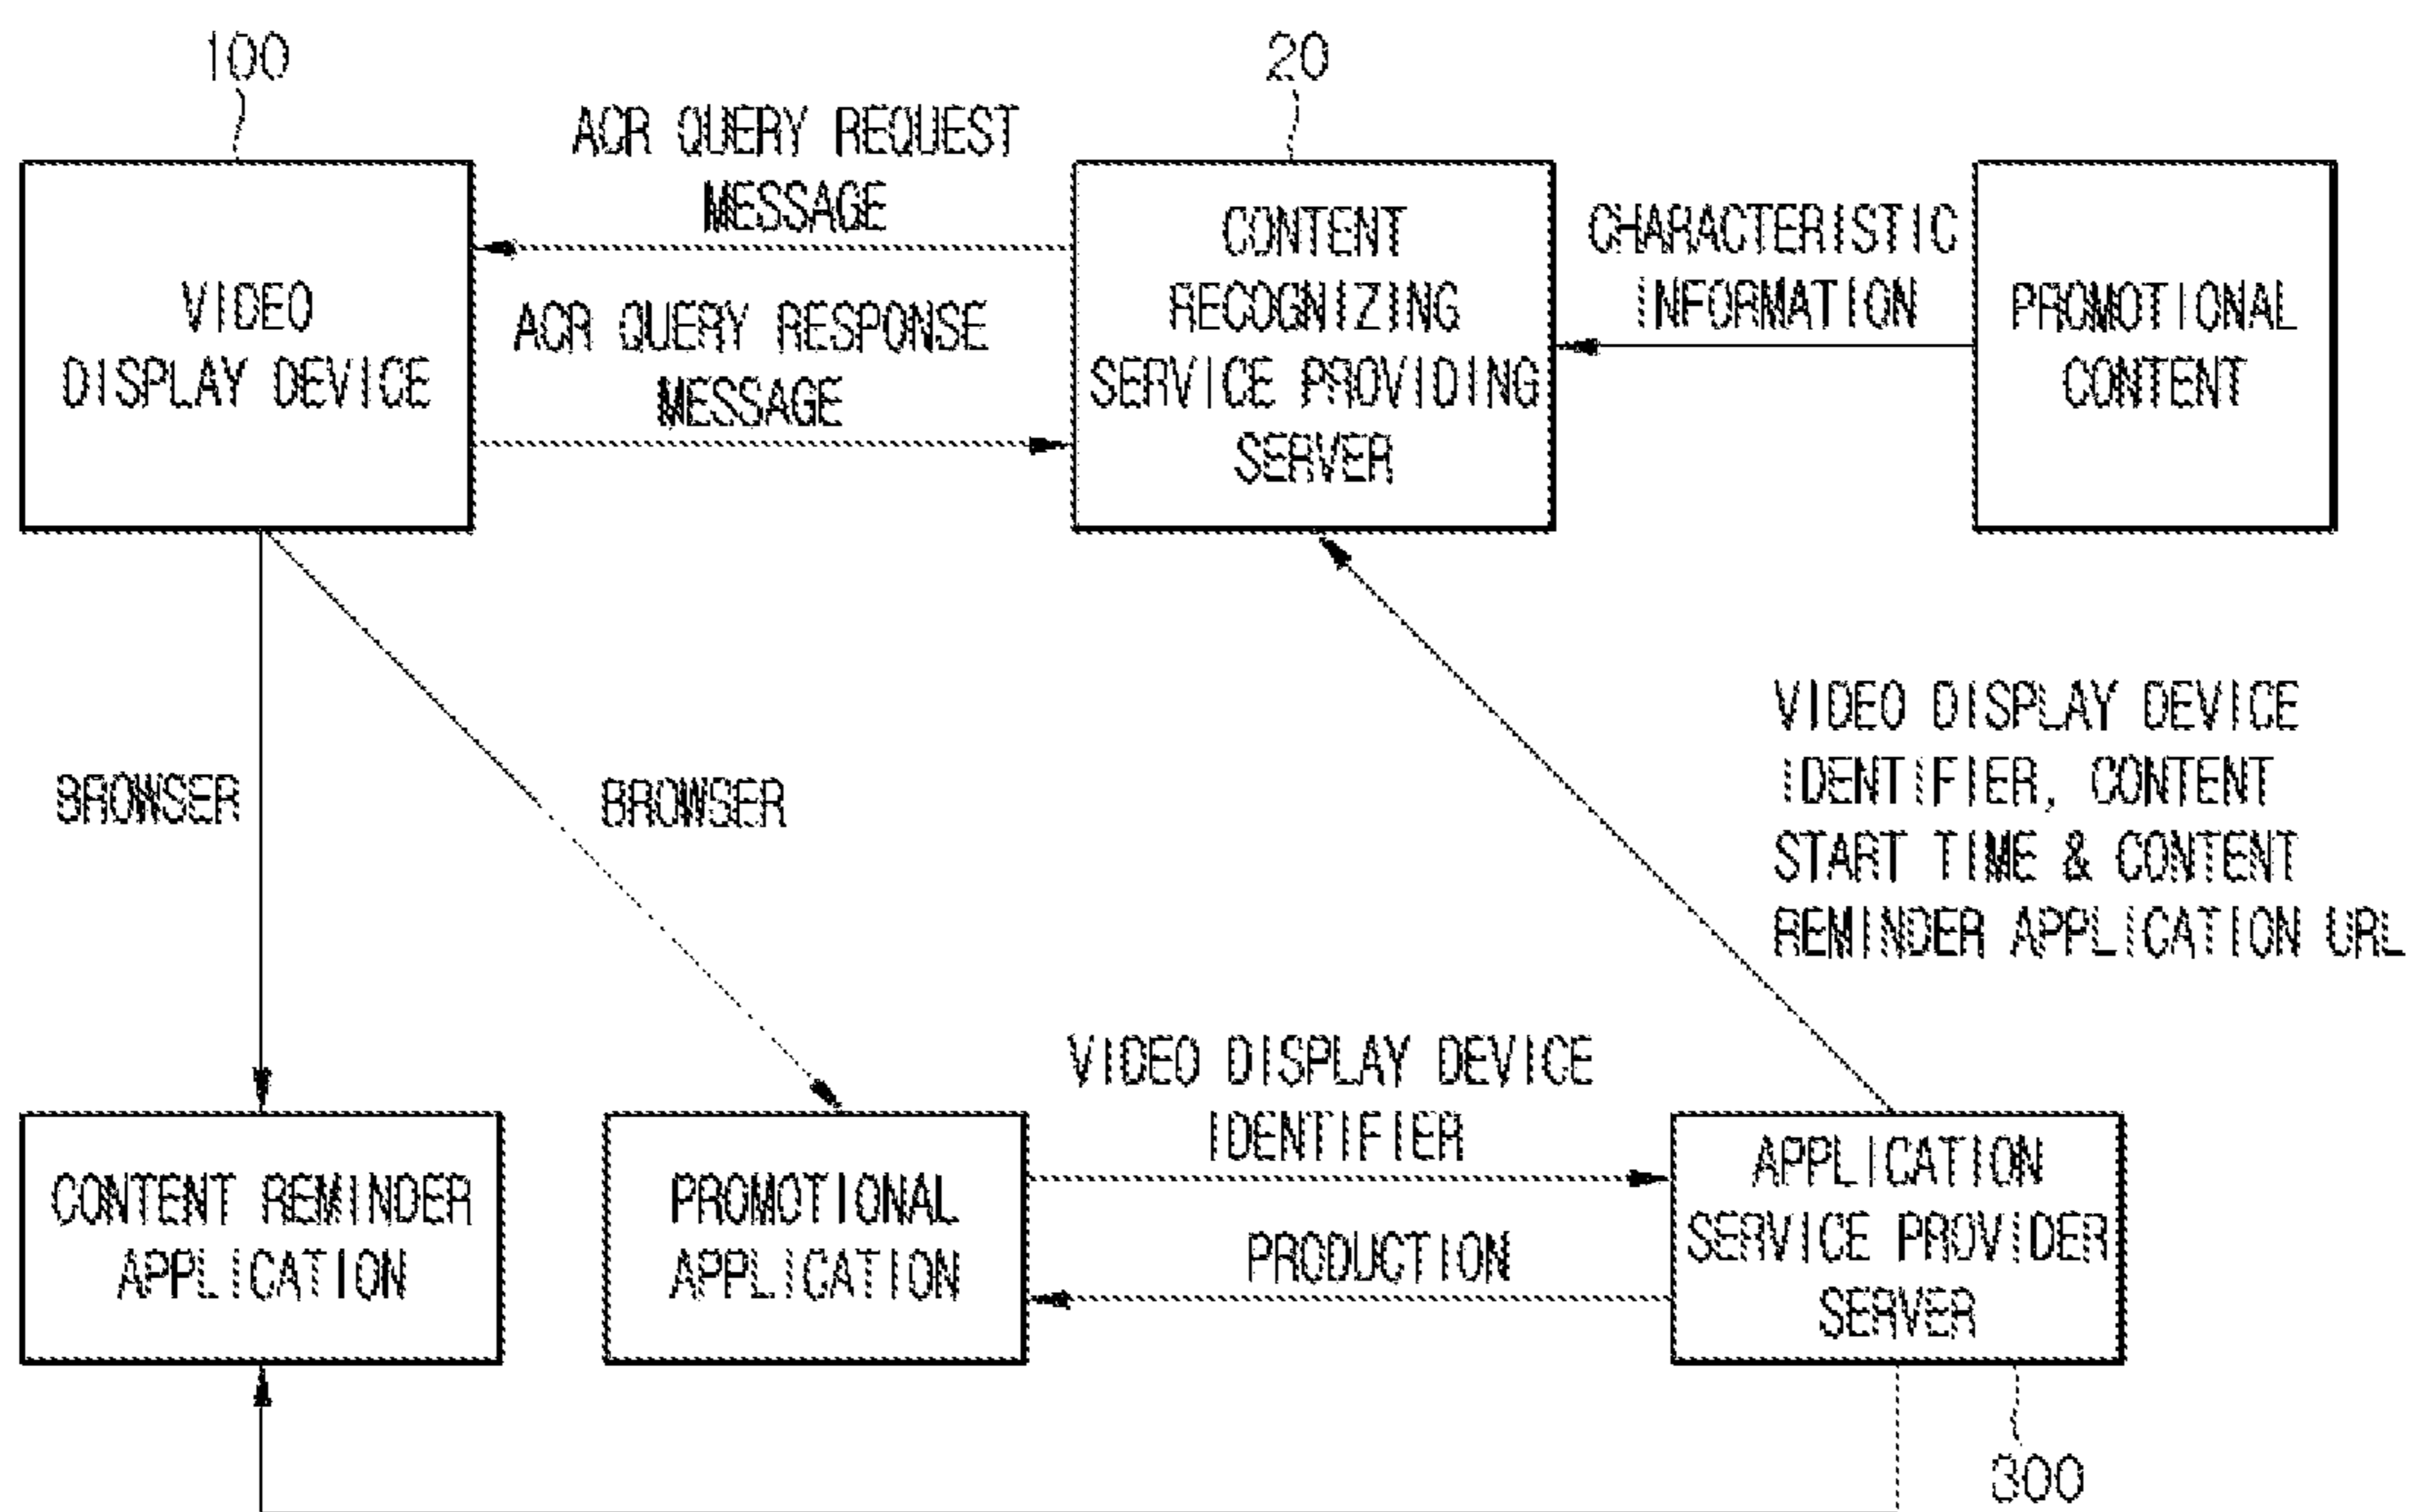 100
20
ACR QUERY REQUEST
MESSAGE
VIDEO
DISPLAY DEVICE
ACR QUERY RESPONSE
MESSAGE
CONTENT
RECOGNIZING
SERVICE PROVIDING
SERVER
CHARACTERISTIC
INFORMATION
PROMOTIONAL
CONTENT
BROWSER
BROWSER
VIDEO DISPLAY DEVICE
IDENTIFIER, CONTENT
START TIME & CONTENT
REMINDER APPLICATION URL
VIDEO DISPLAY DEVICE
IDENTIFIER
CONTENT REMINDER
APPLICATION
PROMOTIONAL
APPLICATION
PRODUCTION
APPLICATION
SERVICE PROVIDER
SERVER
300